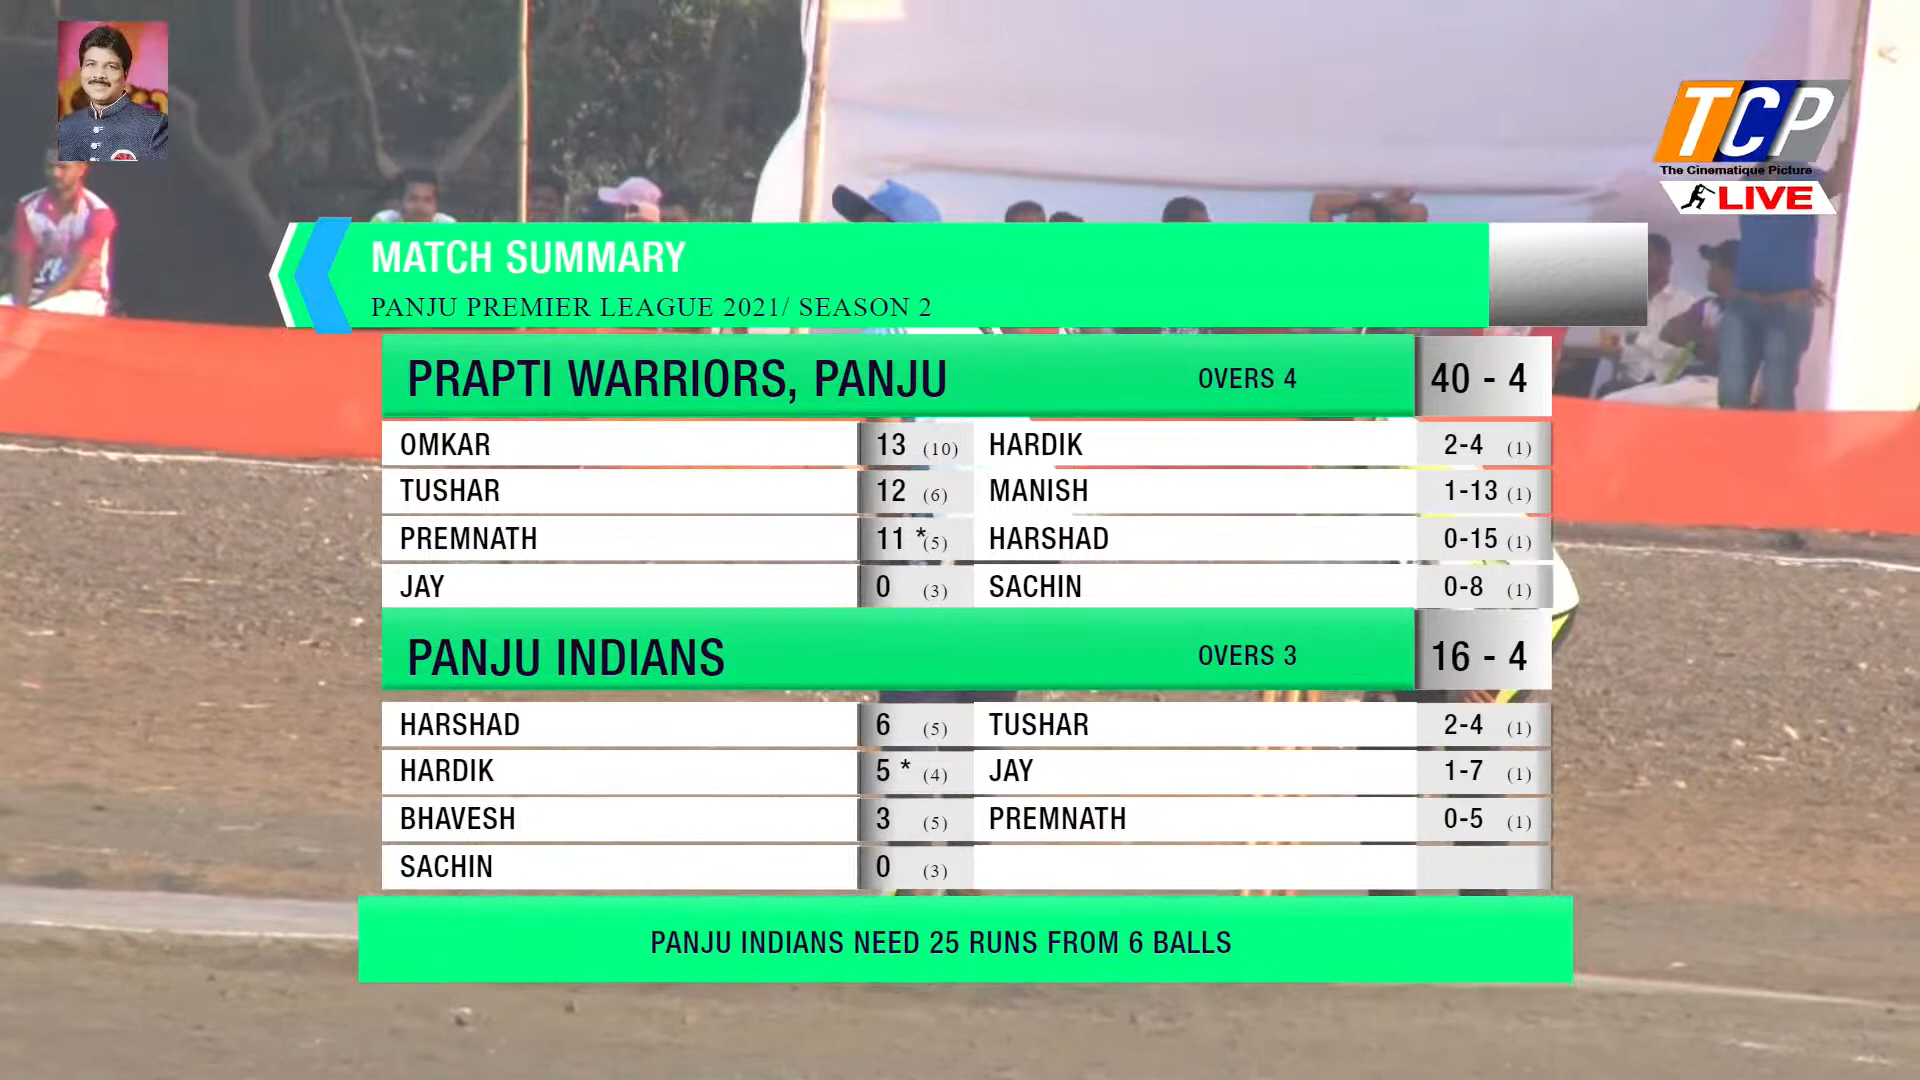 TCP
The Cinematique Picture
LIVE
MATCH SUMMARY
PANJU PREMIER LEAGUE 2021/ SEASON 2
PRAPTI WARRIORS, PANJU OVERS 4 40 - 4
OMKAR 13 (10) HARDIK 2-4 (1)
TUSHAR 12 (6) MANISH 1-13 (1)
PREMNATH 11 * (5) HARSHAD 0-15 (1)
JAY 0 (3) SACHIN 0-8 (1)
PANJU INDIANS OVERS 3 16 - 4
HARSHAD 6 (5) TUSHAR 2-4 (1)
HARDIK 5 * (4) JAY 1-7 (1)
BHAVESH 3 (5) PREMNATH 0-5 (1)
SACHIN 0 (3)
PANJU INDIANS NEED 25 RUNS FROM 6 BALLS